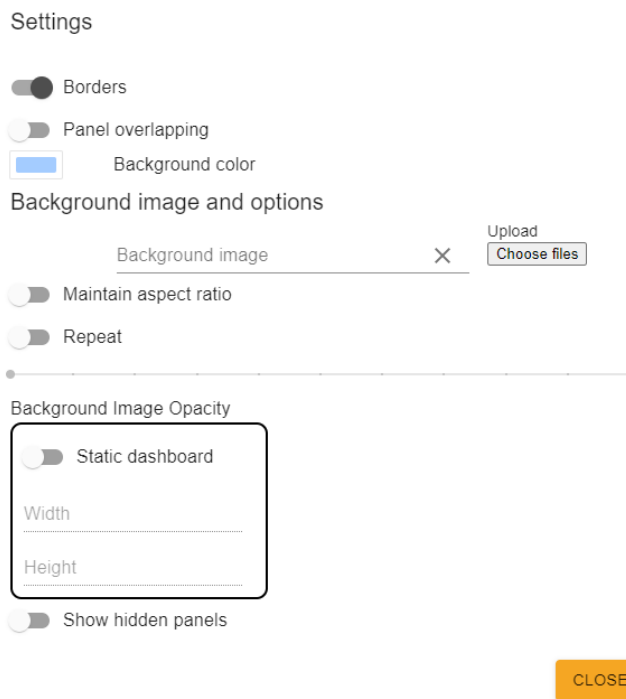 Settings
Borders
Panel overlapping
Background color
Background image and options
Upload
Background image
Choose files
Maintain aspect ratio
Repeat
Background Image Opacity
Static dashboard
Width
Height
Show hidden panels
CLOSE